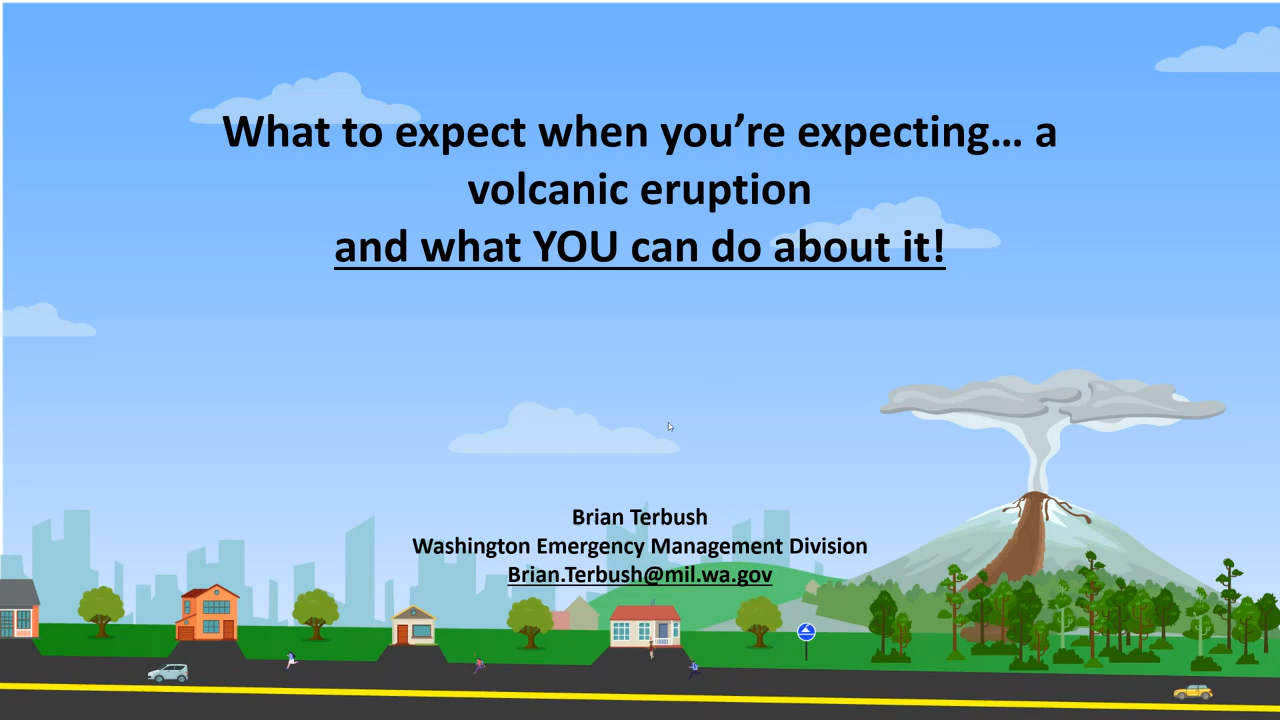 What to expect when you’re expecting… a
volcanic eruption
and what YOU can do about it!
Brian Terbush
Washington Emergency Management Division
Brian.Terbush@mil.wa.gov